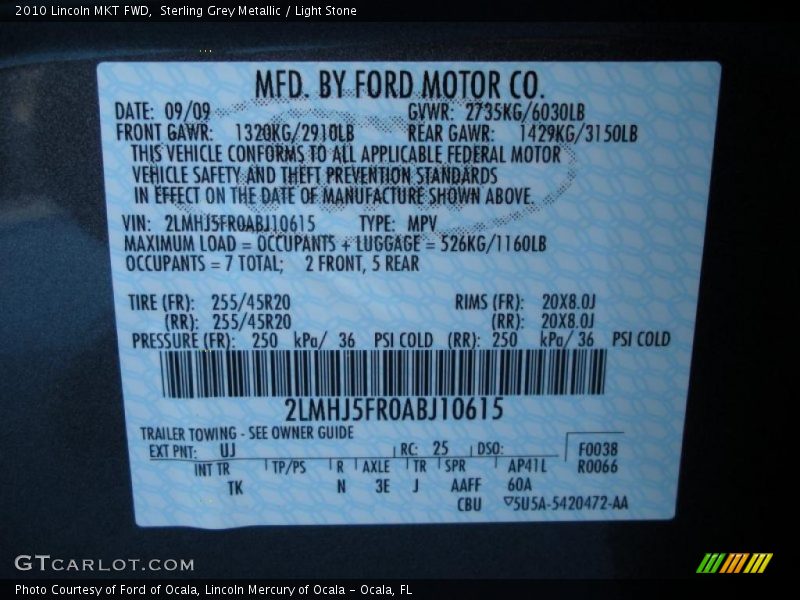 2010 Lincoln MKT FWD, Sterling Grey Metallic / Light Stone
MFD. BY FORD MOTOR CO.
DATE: 09/09 GVWR: 2735KG/6030LB
FRONT GAWR: 1320KG/2910LB REAR GAWR: 1429KG/3150LB
THIS VEHICLE CONFORMS TO ALL APPLICABLE FEDERAL MOTOR
VEHICLE SAFETY AND THEFT PREVENTION STANDARDS
IN EFFECT ON THE DATE OF MANUFACTURE SHOWN ABOVE.
VIN: 2LMHJ5FR0ABJ10615 TYPE: MPV
MAXIMUM LOAD = OCCUPANTS + LUGGAGE = 526KG/1160LB
OCCUPANTS = 7 TOTAL; 2 FRONT, 5 REAR
TIRE (FR): 255/45R20 RIMS (FR): 20X8.0J
(RR): 255/45R20 (RR): 20X8.0J
PRESSURE (FR): 250 kPa/ 36 PSI COLD (RR): 250 kPa/ 36 PSI COLD
2LMHJ5FR0ABJ10615
TRAILER TOWING - SEE OWNER GUIDE
EXT PNT: UJ RC: 25 DSO: F0038
INT TR TP/PS R AXLE TR SPR AP41L R0066
TK N 3E J AAFF 60A
CBU ▽5U5A-5420472-AA
GTCARLOT.COM
Photo Courtesy of Ford of Ocala, Lincoln Mercury of Ocala - Ocala, FL